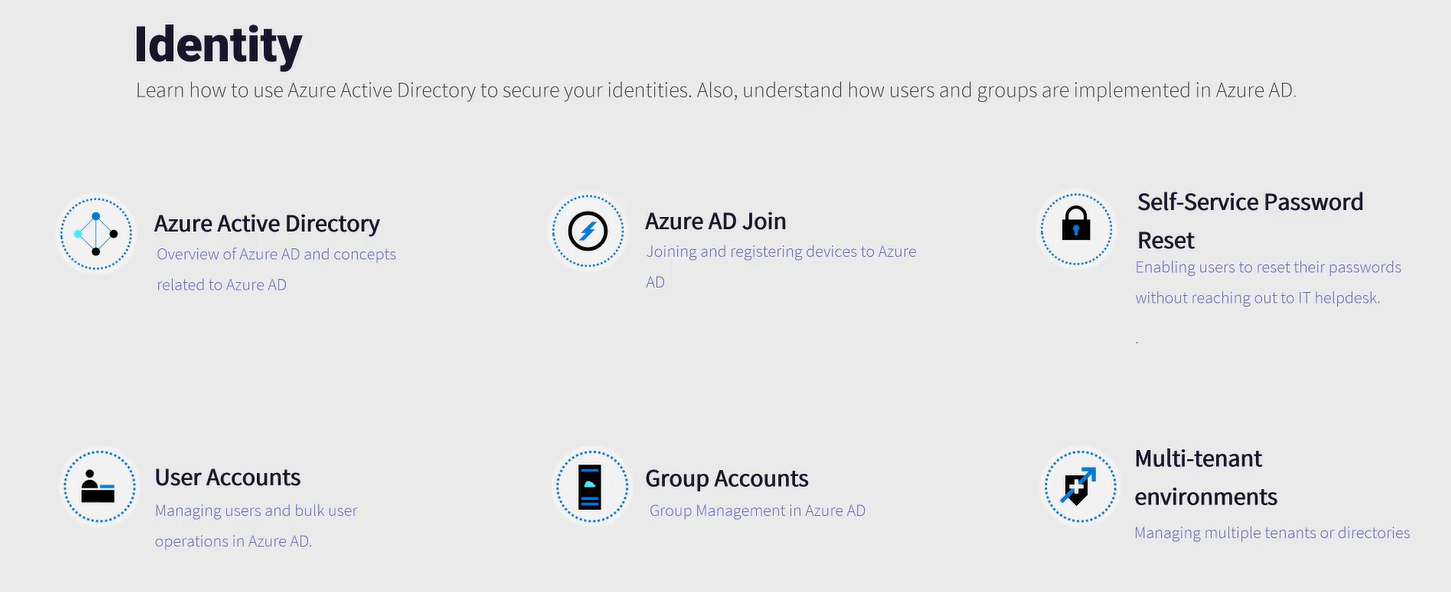 Identity
Learn how to use Azure Active Directory to secure your identities. Also, understand how users and groups are implemented in Azure AD.
Azure Active Directory
Overview of Azure AD and concepts
related to Azure AD
Azure AD Join
Joining and registering devices to Azure
AD
Self-Service Password
Reset
Enabling users to reset their passwords
without reaching out to IT helpdesk.
.
User Accounts
Managing users and bulk user
operations in Azure AD.
Group Accounts
Group Management in Azure AD
Multi-tenant
environments
Managing multiple tenants or directories